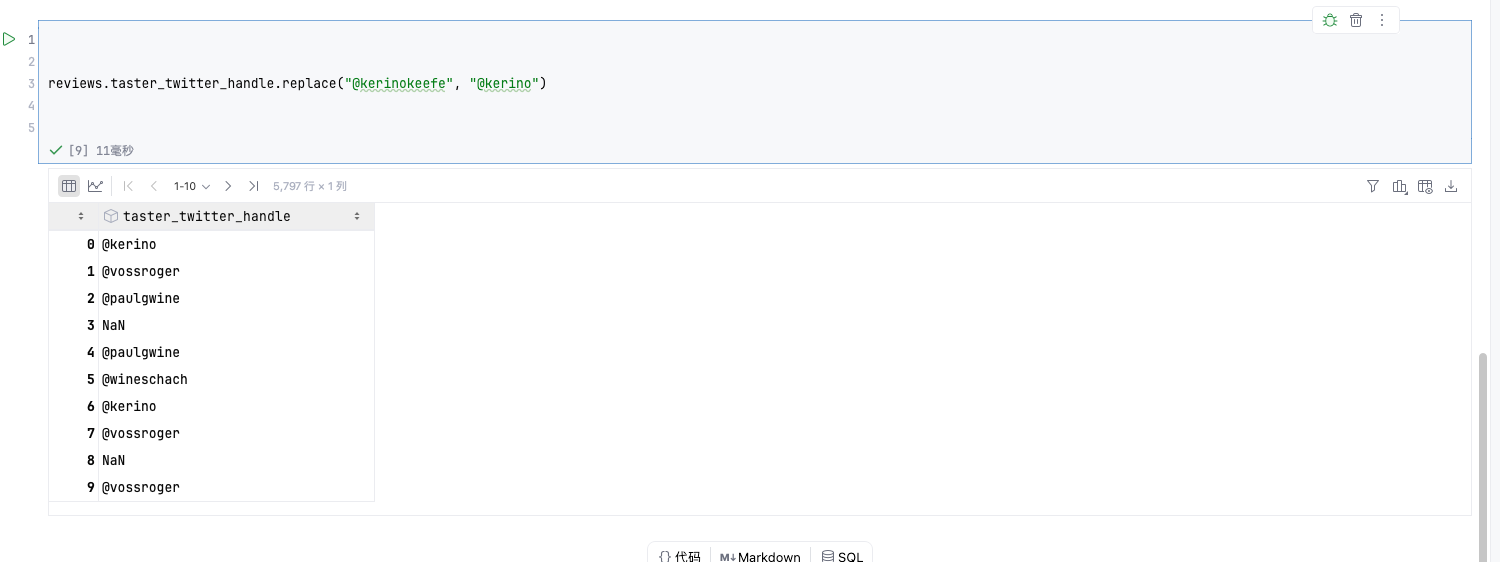 1
2
3 reviews.taster_twitter_handle.replace("@kerinokeefe", "@kerino")
4
5
[9] 11毫秒
1-10 5,797 行 × 1 列
taster_twitter_handle
0 @kerino
1 @vossroger
2 @paulgwine
3 NaN
4 @paulgwine
5 @wineschach
6 @kerino
7 @vossroger
8 NaN
9 @vossroger
{} 代码 M↓ Markdown SQL